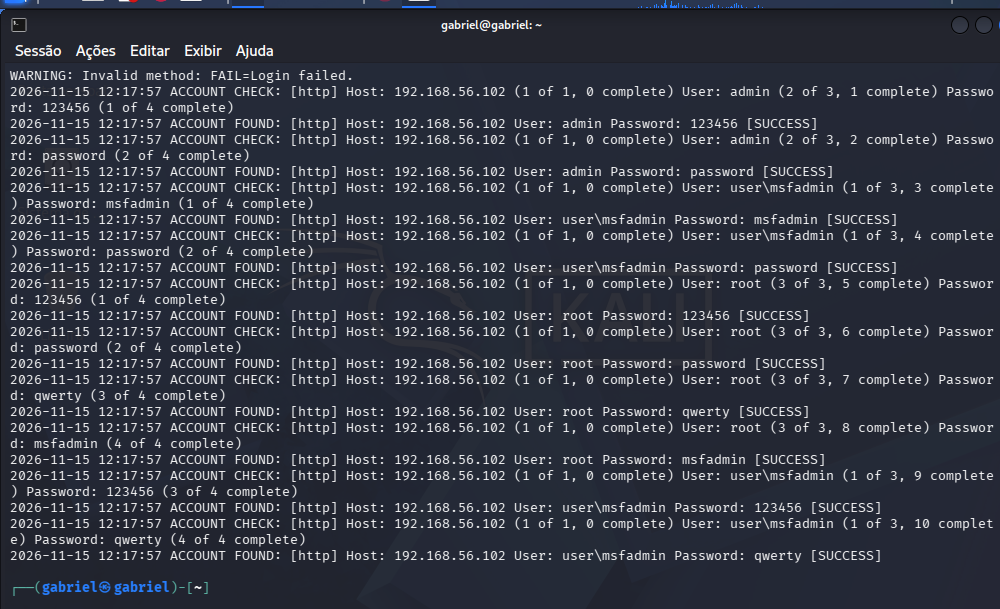 gabriel@gabriel: ~
Sessão Ações Editar Exibir Ajuda
WARNING: Invalid method: FAIL=Login failed.
2026-11-15 12:17:57 ACCOUNT CHECK: [http] Host: 192.168.56.102 (1 of 1, 0 complete) User: admin (2 of 3, 1 complete) Passwo
rd: 123456 (1 of 4 complete)
2026-11-15 12:17:57 ACCOUNT FOUND: [http] Host: 192.168.56.102 User: admin Password: 123456 [SUCCESS]
2026-11-15 12:17:57 ACCOUNT CHECK: [http] Host: 192.168.56.102 (1 of 1, 0 complete) User: admin (2 of 3, 2 complete) Passwo
rd: password (2 of 4 complete)
2026-11-15 12:17:57 ACCOUNT FOUND: [http] Host: 192.168.56.102 User: admin Password: password [SUCCESS]
2026-11-15 12:17:57 ACCOUNT CHECK: [http] Host: 192.168.56.102 (1 of 1, 0 complete) User: user\msfadmin (1 of 3, 3 complete
) Password: msfadmin (1 of 4 complete)
2026-11-15 12:17:57 ACCOUNT FOUND: [http] Host: 192.168.56.102 User: user\msfadmin Password: msfadmin [SUCCESS]
2026-11-15 12:17:57 ACCOUNT CHECK: [http] Host: 192.168.56.102 (1 of 1, 0 complete) User: user\msfadmin (1 of 3, 4 complete
) Password: password (2 of 4 complete)
2026-11-15 12:17:57 ACCOUNT FOUND: [http] Host: 192.168.56.102 User: user\msfadmin Password: password [SUCCESS]
2026-11-15 12:17:57 ACCOUNT CHECK: [http] Host: 192.168.56.102 (1 of 1, 0 complete) User: root (3 of 3, 5 complete) Passwor
d: 123456 (1 of 4 complete)
2026-11-15 12:17:57 ACCOUNT FOUND: [http] Host: 192.168.56.102 User: root Password: 123456 [SUCCESS]
2026-11-15 12:17:57 ACCOUNT CHECK: [http] Host: 192.168.56.102 (1 of 1, 0 complete) User: root (3 of 3, 6 complete) Passwor
d: password (2 of 4 complete)
2026-11-15 12:17:57 ACCOUNT FOUND: [http] Host: 192.168.56.102 User: root Password: password [SUCCESS]
2026-11-15 12:17:57 ACCOUNT CHECK: [http] Host: 192.168.56.102 (1 of 1, 0 complete) User: root (3 of 3, 7 complete) Passwor
d: qwerty (3 of 4 complete)
2026-11-15 12:17:57 ACCOUNT FOUND: [http] Host: 192.168.56.102 User: root Password: qwerty [SUCCESS]
2026-11-15 12:17:57 ACCOUNT CHECK: [http] Host: 192.168.56.102 (1 of 1, 0 complete) User: root (3 of 3, 8 complete) Passwor
d: msfadmin (4 of 4 complete)
2026-11-15 12:17:57 ACCOUNT FOUND: [http] Host: 192.168.56.102 User: root Password: msfadmin [SUCCESS]
2026-11-15 12:17:57 ACCOUNT CHECK: [http] Host: 192.168.56.102 (1 of 1, 0 complete) User: user\msfadmin (1 of 3, 9 complete
) Password: 123456 (3 of 4 complete)
2026-11-15 12:17:57 ACCOUNT FOUND: [http] Host: 192.168.56.102 User: user\msfadmin Password: 123456 [SUCCESS]
2026-11-15 12:17:57 ACCOUNT CHECK: [http] Host: 192.168.56.102 (1 of 1, 0 complete) User: user\msfadmin (1 of 3, 10 complet
e) Password: qwerty (4 of 4 complete)
2026-11-15 12:17:57 ACCOUNT FOUND: [http] Host: 192.168.56.102 User: user\msfadmin Password: qwerty [SUCCESS]
┌──(gabriel㉿gabriel)-[~]
KALI